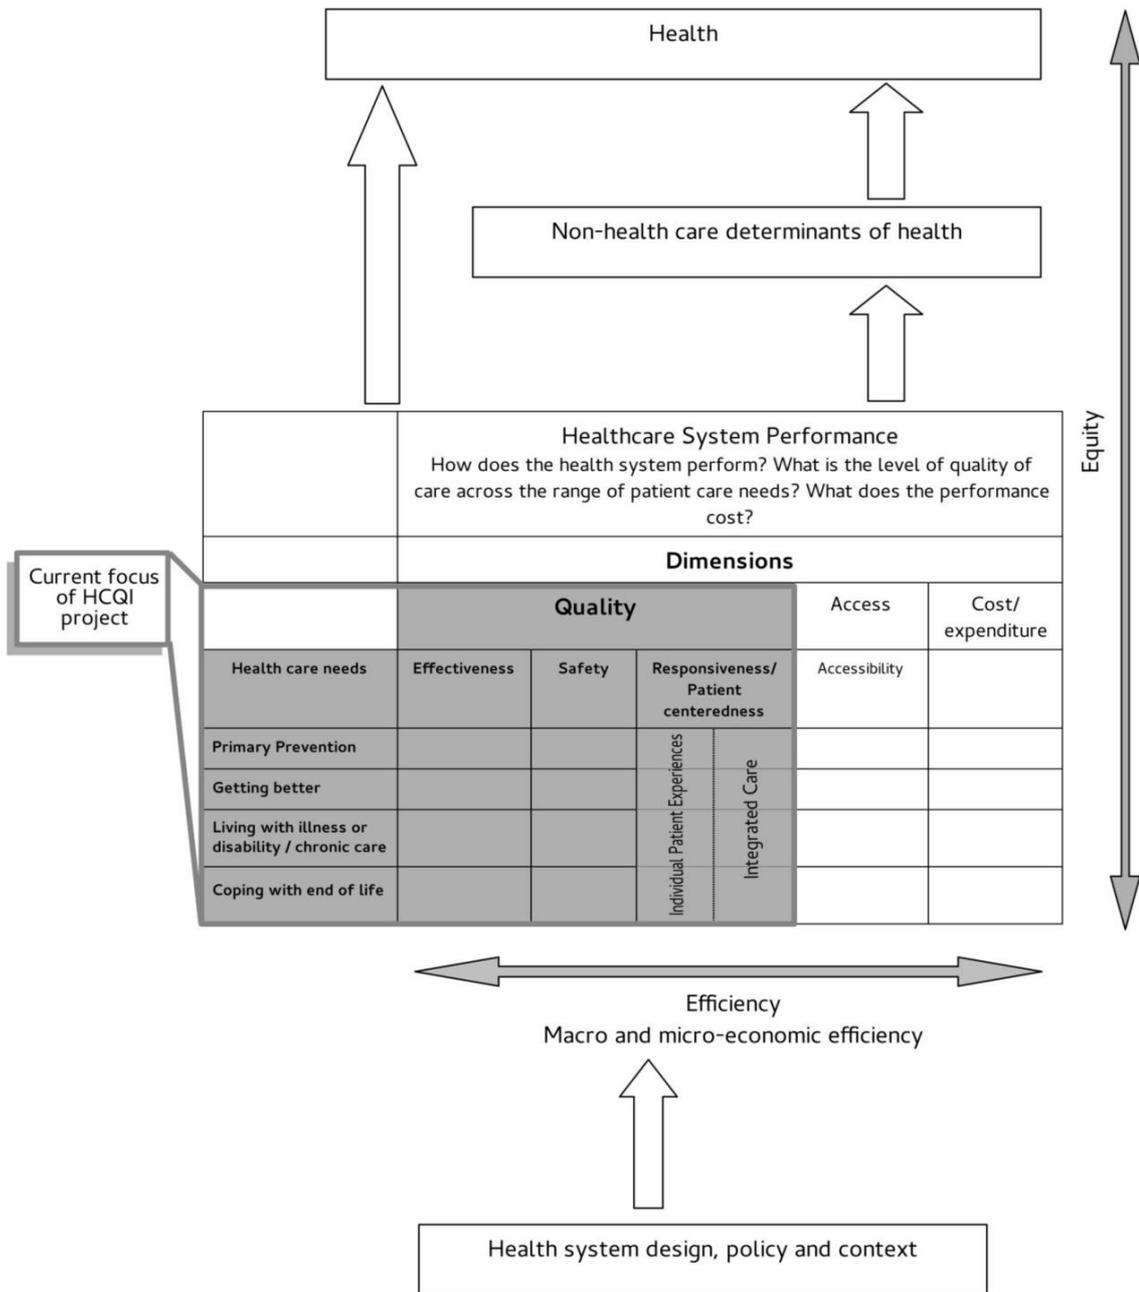 Health
Non-health care determinants of health
Equity
Healthcare System Performance
How does the health system perform? What is the level of quality of
care across the range of patient care needs? What does the performance
cost?
Dimensions
Current focus
of HCQI
project
Quality
Access
Cost/
expenditure
Health care needs
Effectiveness
Safety
Responsiveness/
Patient
centeredness
Accessibility
Primary Prevention
Getting better
Living with illness or
disability / chronic care
Coping with end of life
Individual Patient Experiences
Integrated Care
Efficiency
Macro and micro-economic efficiency
Health system design, policy and context